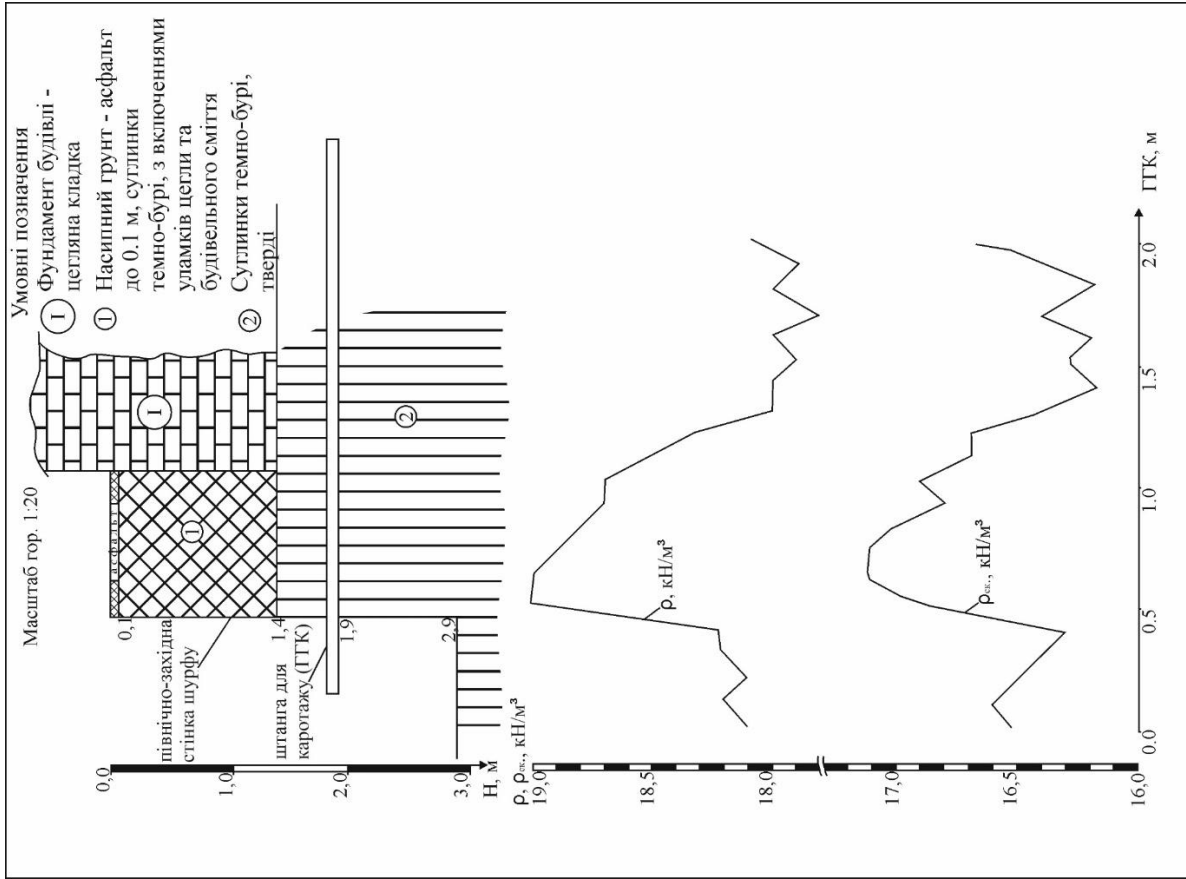 Масштаб гор. 1:20
Умовні позначення
I
Фундамент будівлі -
цегляна кладка
1
Насипний грунт - асфальт
до 0.1 м, суглинки
темно-бурі, з включеннями
уламків цегли та
будівельного сміття
2
Суглинки темно-бурі,
тверді
0,0
1,0
2,0
3,0
Н, м
північно-західна
стінка шурфу
штанга для
каротажу (ГГК)
0,1
1,4
1,9
2,9
асфальт
1
I
2
ρ, ρск., кН/м³
19,0
18,5
18,0
17,0
16,5
16,0
ρ, кН/м³
ρск., кН/м³
0.0
0.5
1.0
1.5
2.0
ГГК, м